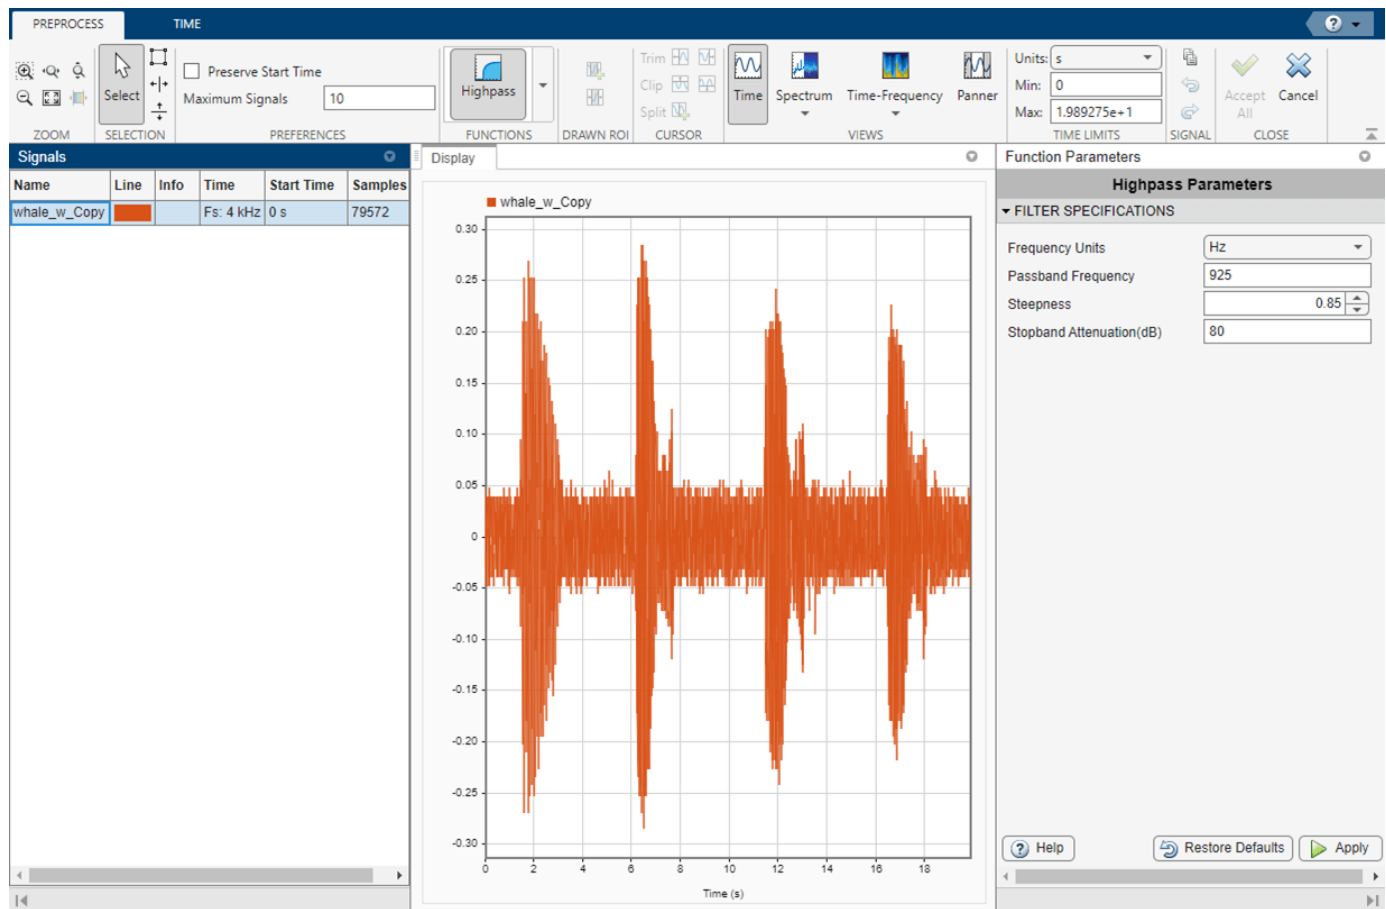 PREPROCESS TIME ?
Preserve Start Time Trim Units: s
Select Maximum Signals 10 Highpass Clip Time Spectrum Time-Frequency Panner Min: 0 Accept All Cancel
Split Max: 1.989275e+1
ZOOM SELECTION PREFERENCES FUNCTIONS DRAWN ROI CURSOR VIEWS TIME LIMITS SIGNAL CLOSE
Signals
Name Line Info Time Start Time Samples
whale_w_Copy Fs: 4 kHz 0 s 79572
Display
whale_w_Copy
0.30
0.25
0.20
0.15
0.10
0.05
0
-0.05
-0.10
-0.15
-0.20
-0.25
-0.30
0 2 4 6 8 10 12 14 16 18
Time (s)
Function Parameters
Highpass Parameters
FILTER SPECIFICATIONS
Frequency Units Hz
Passband Frequency 925
Steepness 0.85
Stopband Attenuation(dB) 80
? Help Restore Defaults Apply